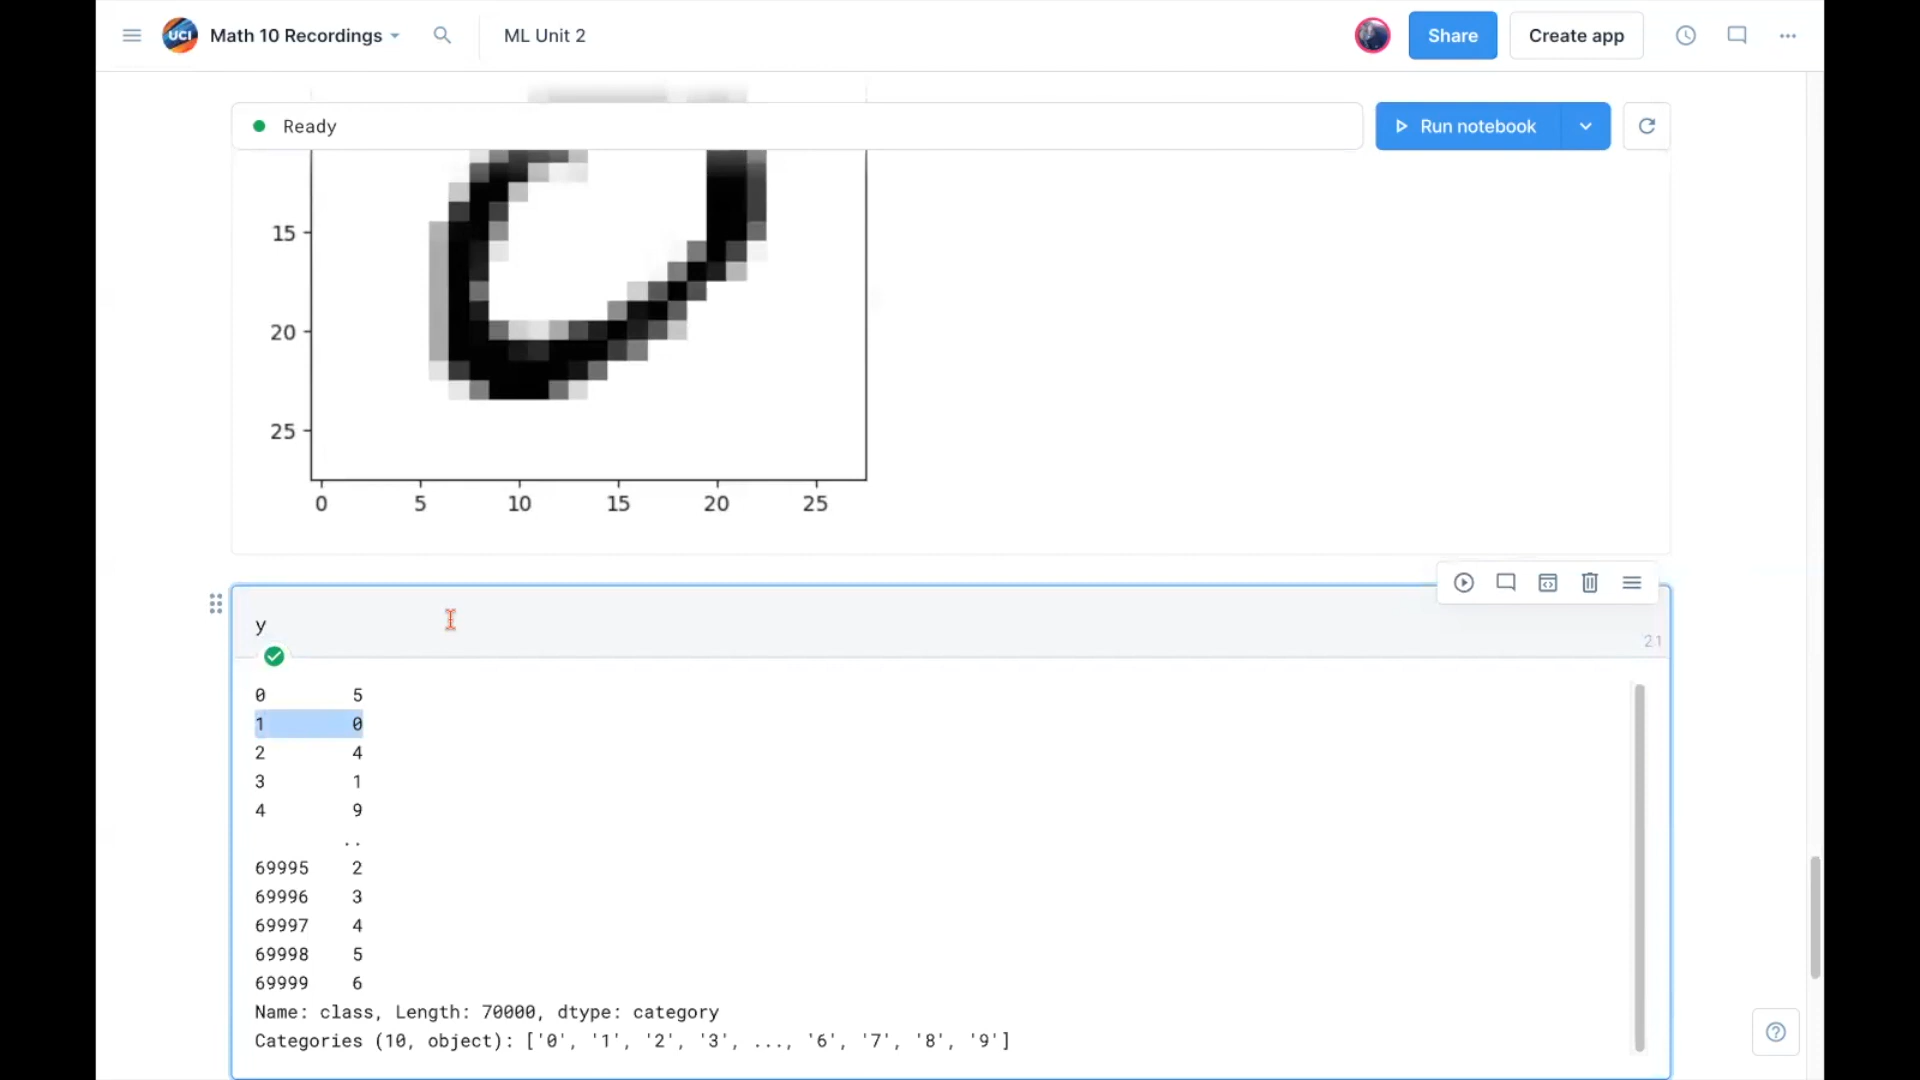 UCI Math 10 Recordings ML Unit 2 Share Create app
Ready Run notebook
15
20
25
0 5 10 15 20 25
y
21
0 5
1 0
2 4
3 1
4 9
..
69995 2
69996 3
69997 4
69998 5
69999 6
Name: class, Length: 70000, dtype: category
Categories (10, object): ['0', '1', '2', '3', ..., '6', '7', '8', '9']